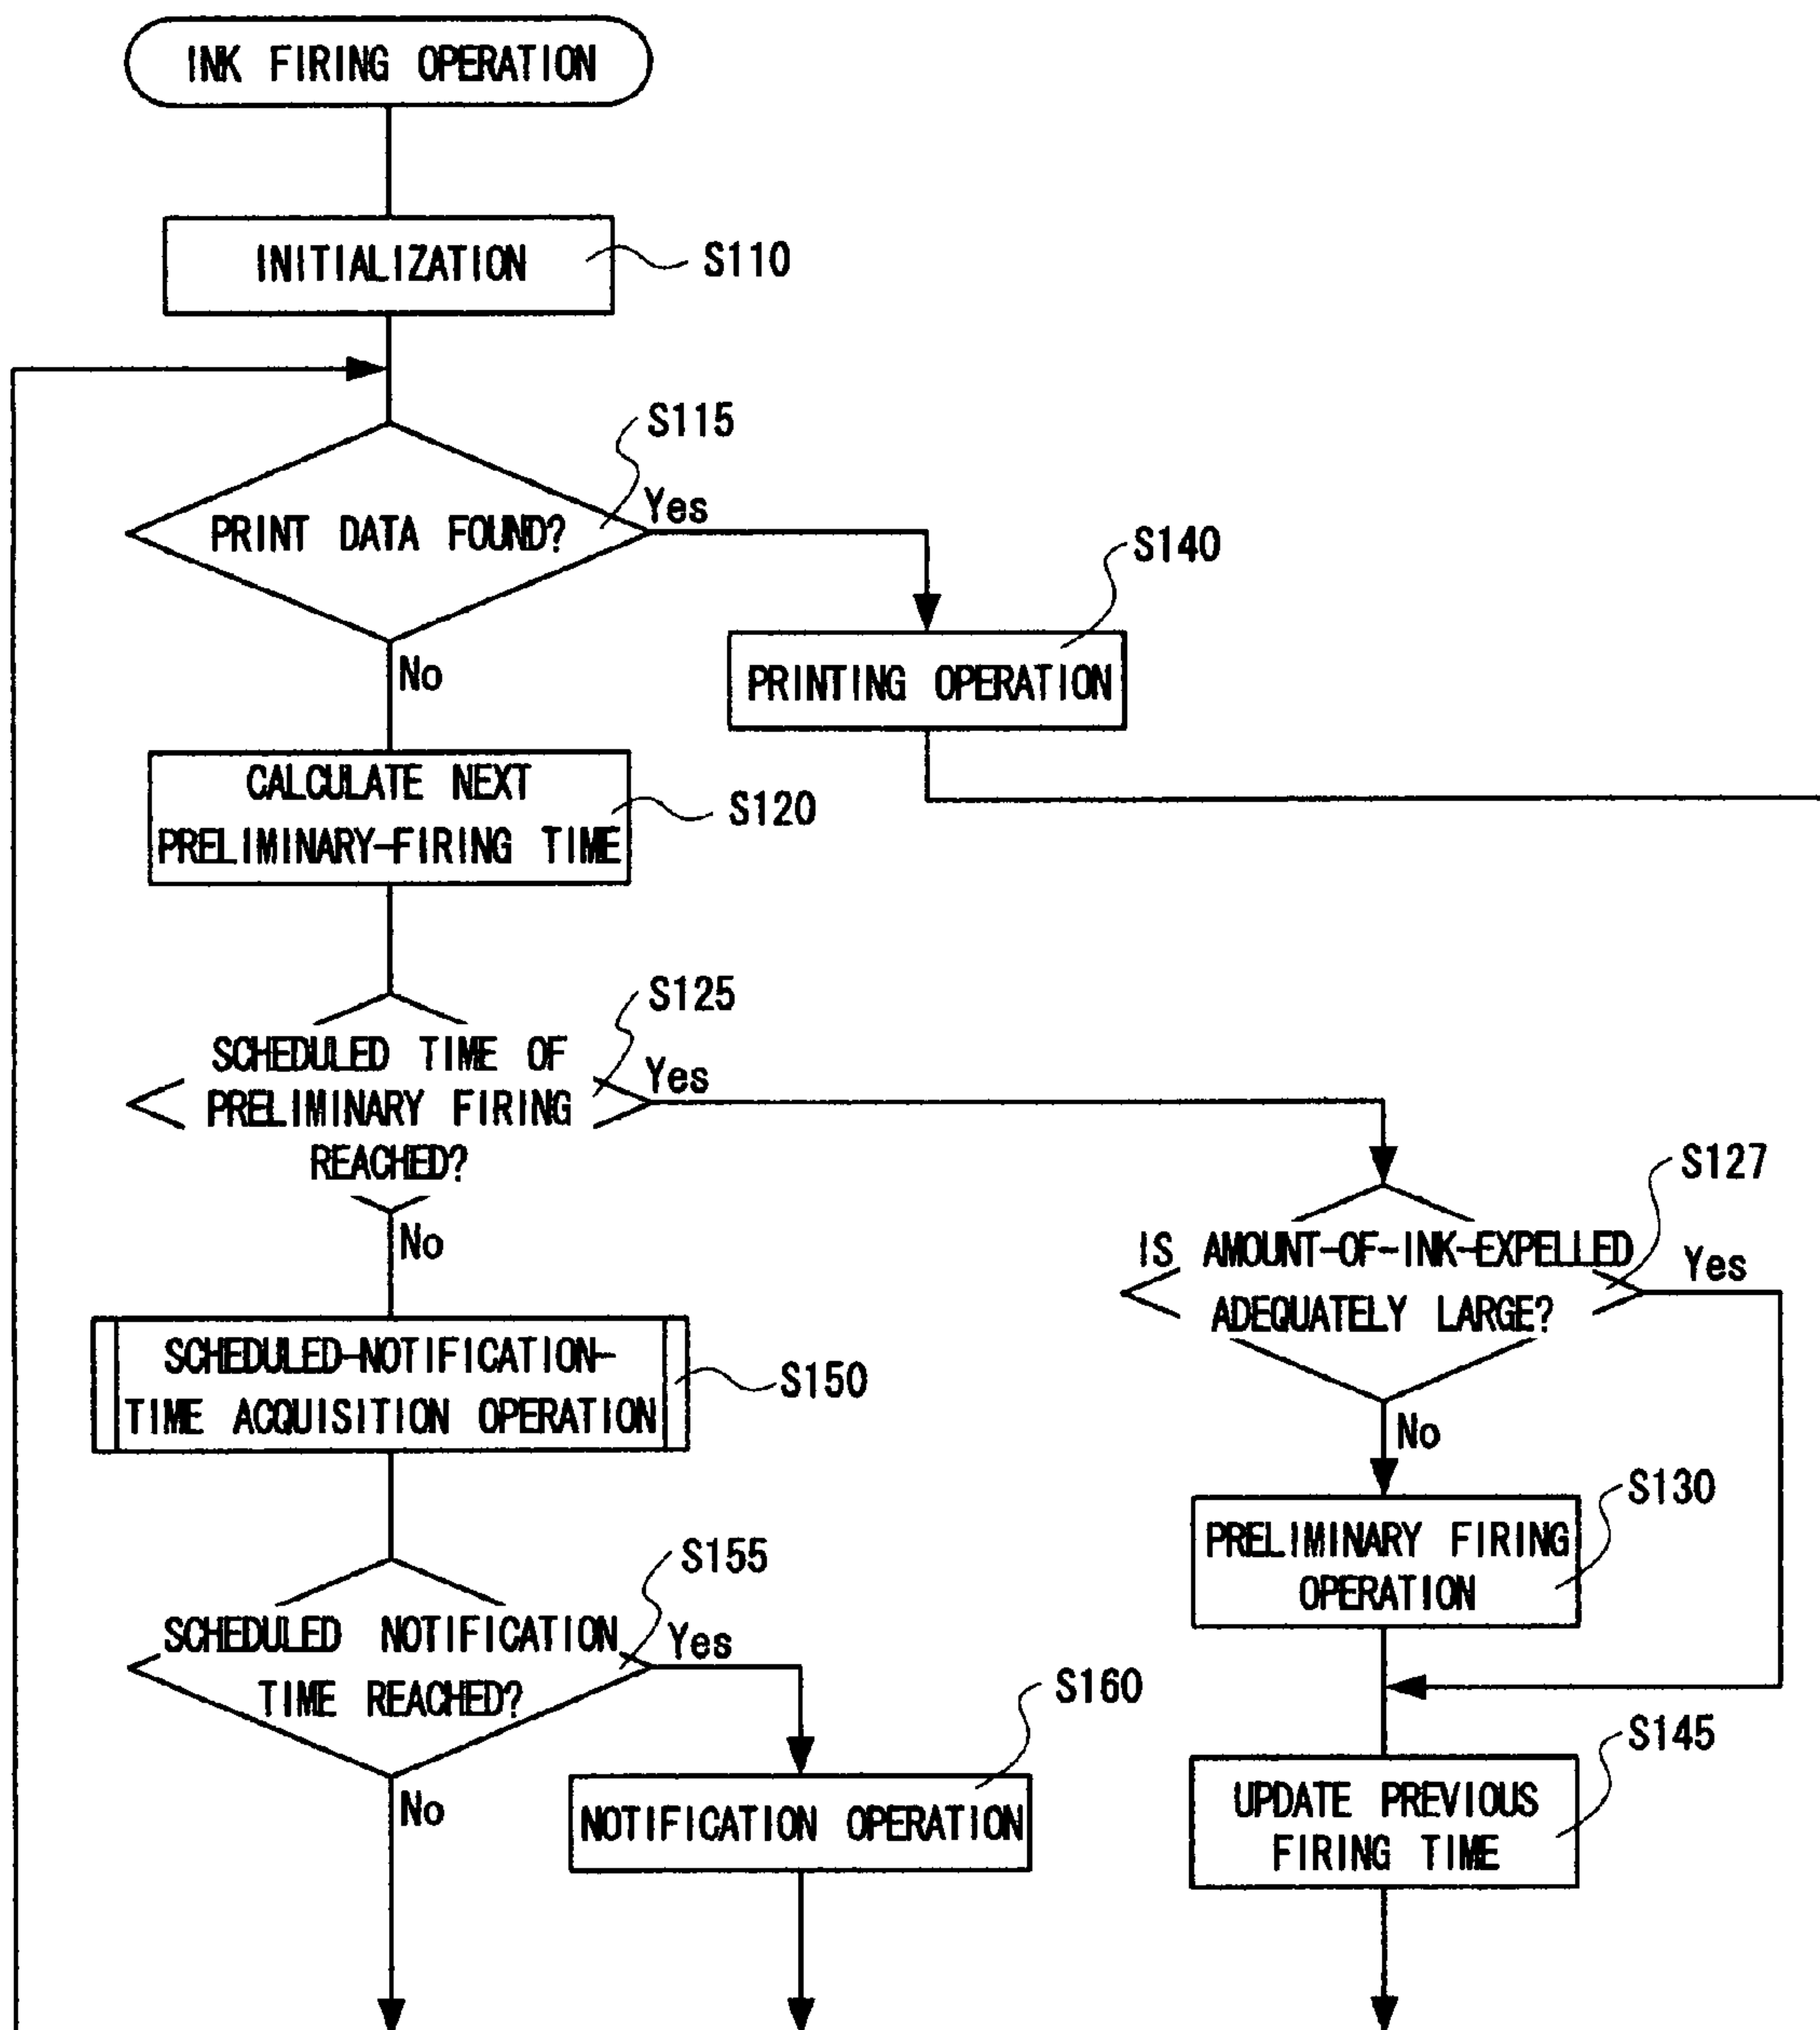 INK FIRING OPERATION
INITIALIZATION
S110
S115
PRINT DATA FOUND?
Yes
No
S140
PRINTING OPERATION
CALCULATE NEXT
PRELIMINARY-FIRING TIME
S120
S125
SCHEDULED TIME OF
PRELIMINARY FIRING
REACHED?
Yes
No
S127
IS AMOUNT-OF-INK-EXPELLED
ADEQUATELY LARGE?
Yes
No
SCHEDULED-NOTIFICATION-
TIME ACQUISITION OPERATION
S150
S130
PRELIMINARY FIRING
OPERATION
S155
SCHEDULED NOTIFICATION
TIME REACHED?
Yes
No
S160
NOTIFICATION OPERATION
S145
UPDATE PREVIOUS
FIRING TIME